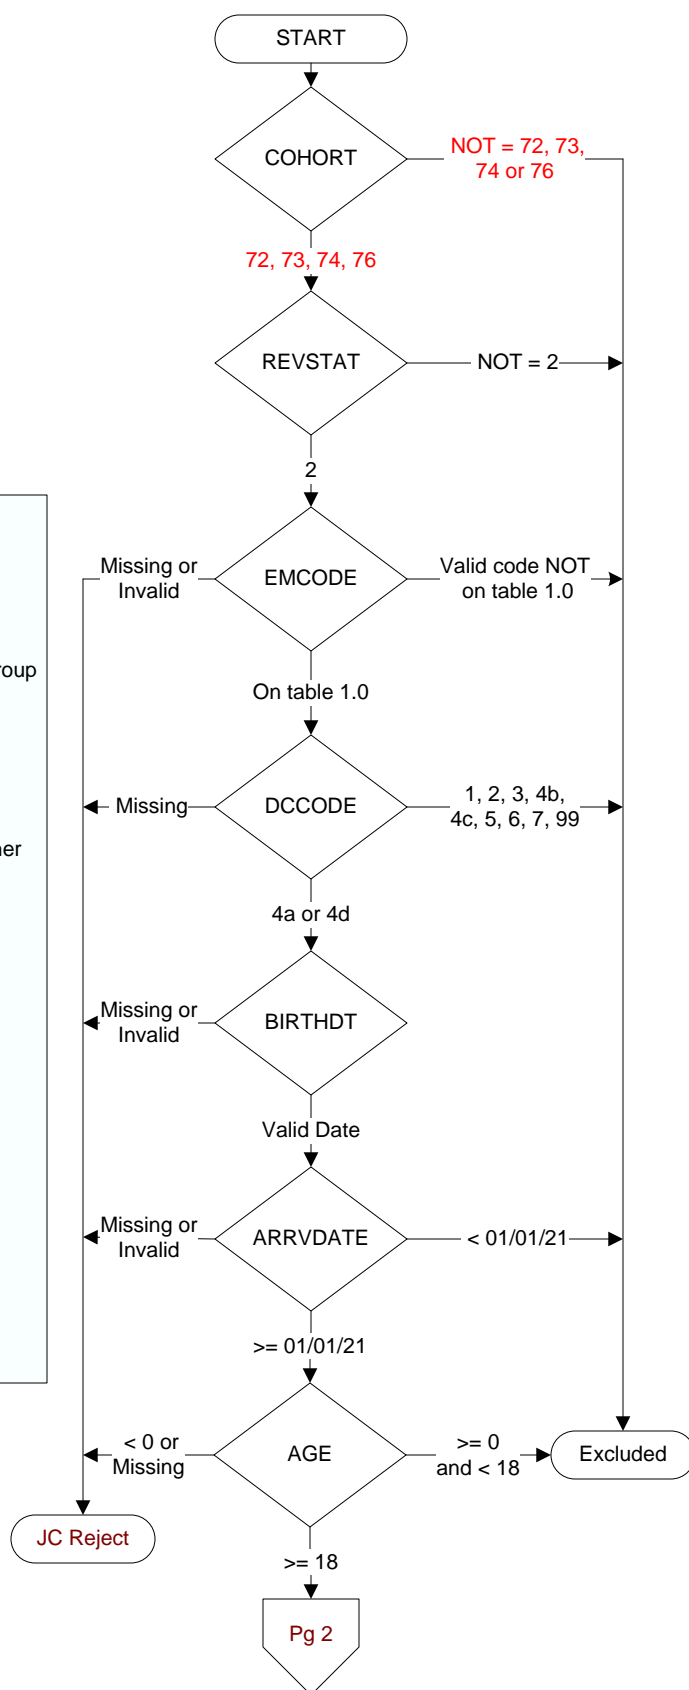 START
COHORT
NOT = 72, 73,
74 or 76
72, 73, 74, 76
REVSTAT
NOT = 2
2
Missing or
Invalid
EMCODE
Valid code NOT
on table 1.0
On table 1.0
Missing
DCCODE
1, 2, 3, 4b,
4c, 5, 6, 7, 99
4a or 4d
Missing or
Invalid
BIRTHDT
Valid Date
Missing or
Invalid
ARRVDATE
< 01/01/21
>= 01/01/21
< 0 or
Missing
AGE
>= 0
and < 18
Excluded
JC Reject
>= 18
Pg 2